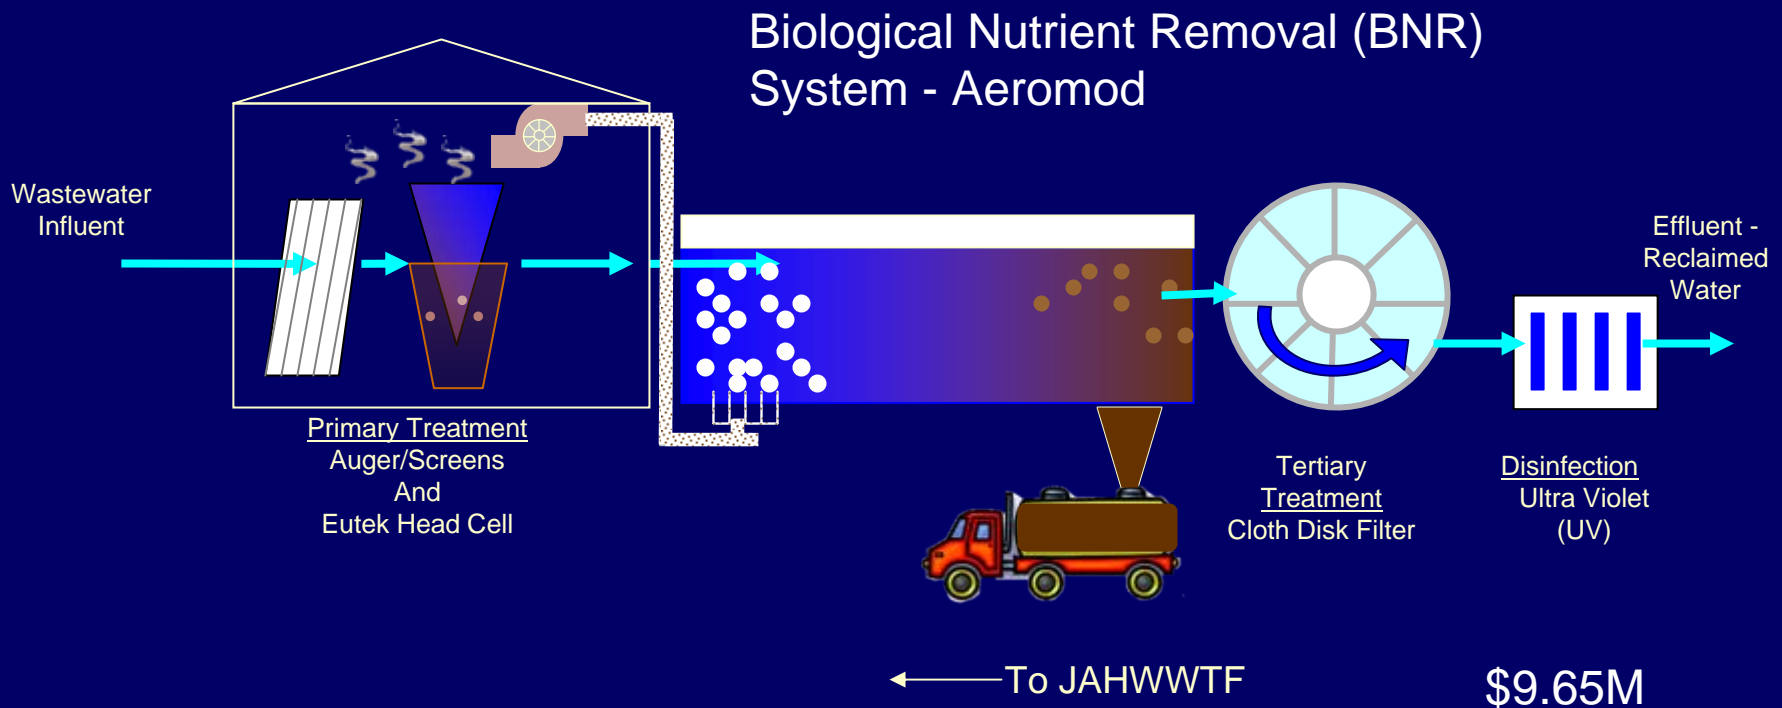 Biological Nutrient Removal (BNR)
System - Aeromod
Wastewater
Influent
Primary Treatment
Auger/Screens
And
Eutek Head Cell
Tertiary
Treatment
Cloth Disk Filter
Disinfection
Ultra Violet
(UV)
Effluent -
Reclaimed
Water
To JAHWWTF
$9.65M